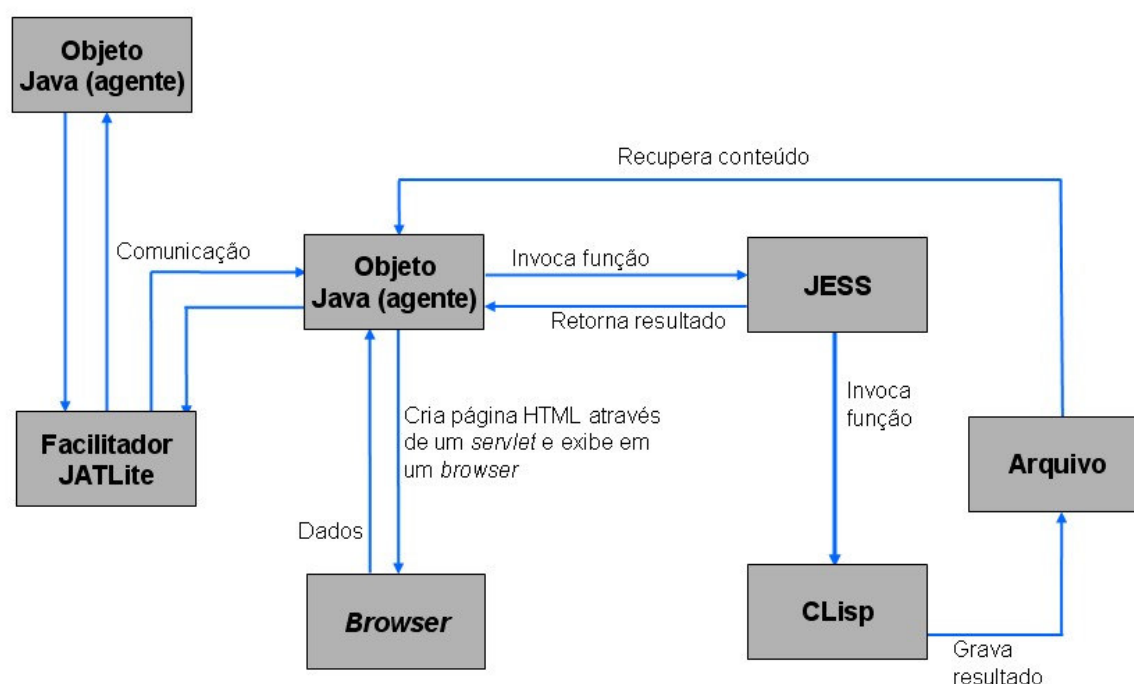 Objeto
Java (agente)
Recupera conteúdo
Comunicação
Objeto
Java (agente)
Invoca função
JESS
Retorna resultado
Invoca
função
Cria página HTML através
de um servlet e exibe em
um browser
Facilitador
JATLite
Arquivo
Dados
Browser
CLisp
Grava
resultado